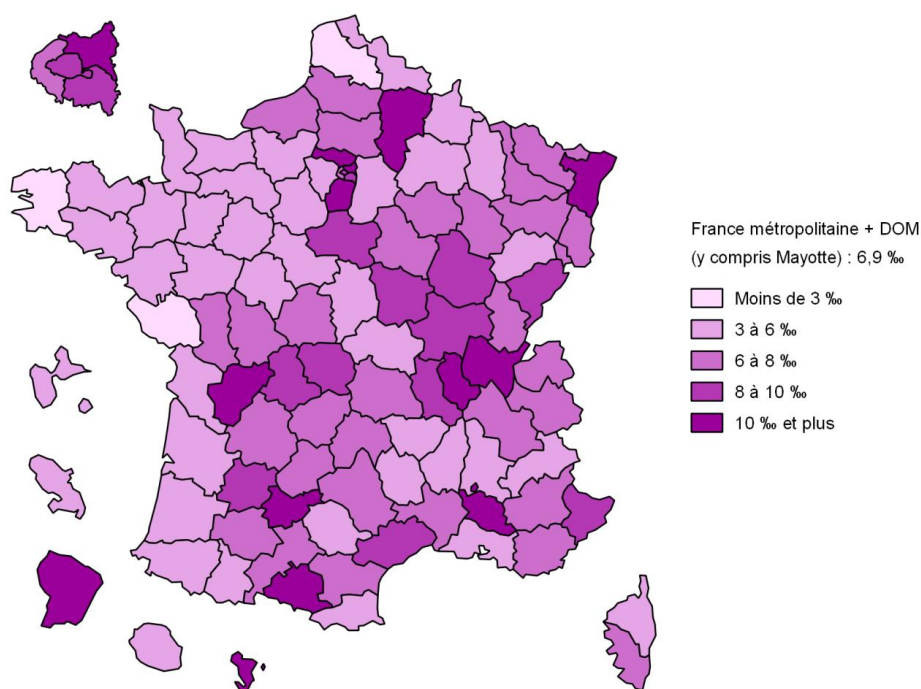 France métropolitaine + DOM
(y compris Mayotte) : 6,9 ‰
Moins de 3 ‰
3 à 6 ‰
6 à 8 ‰
8 à 10 ‰
10 ‰ et plus